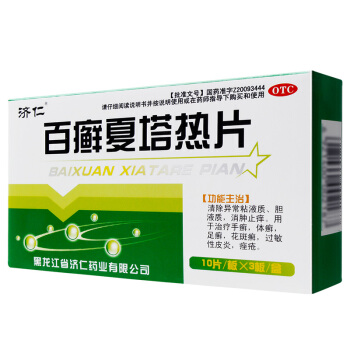 济仁
【批准文号】国药准字Z20093444
请仔细阅读说明书并按说明使用或在药师指导下购买和使用
OTC
百癣夏塔热片
BAIXUAN XIATARE PIAN
【功能主治】
清除异常粘液质、胆
液质,消肿止痒。用
于治疗手癣,体癣,
足癣,花斑癣,过敏
性皮炎,痤疮。
黑龙江省济仁药业有限公司
10片/板×3板/盒